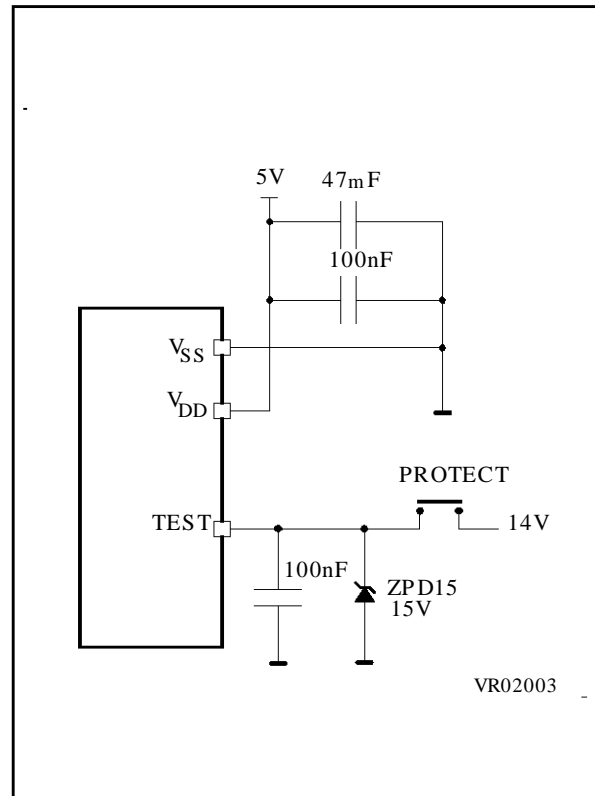 5V
47mF
100nF
VSS
VDD
PROTECT
TEST
14V
100nF
ZPD15
15V
VR02003